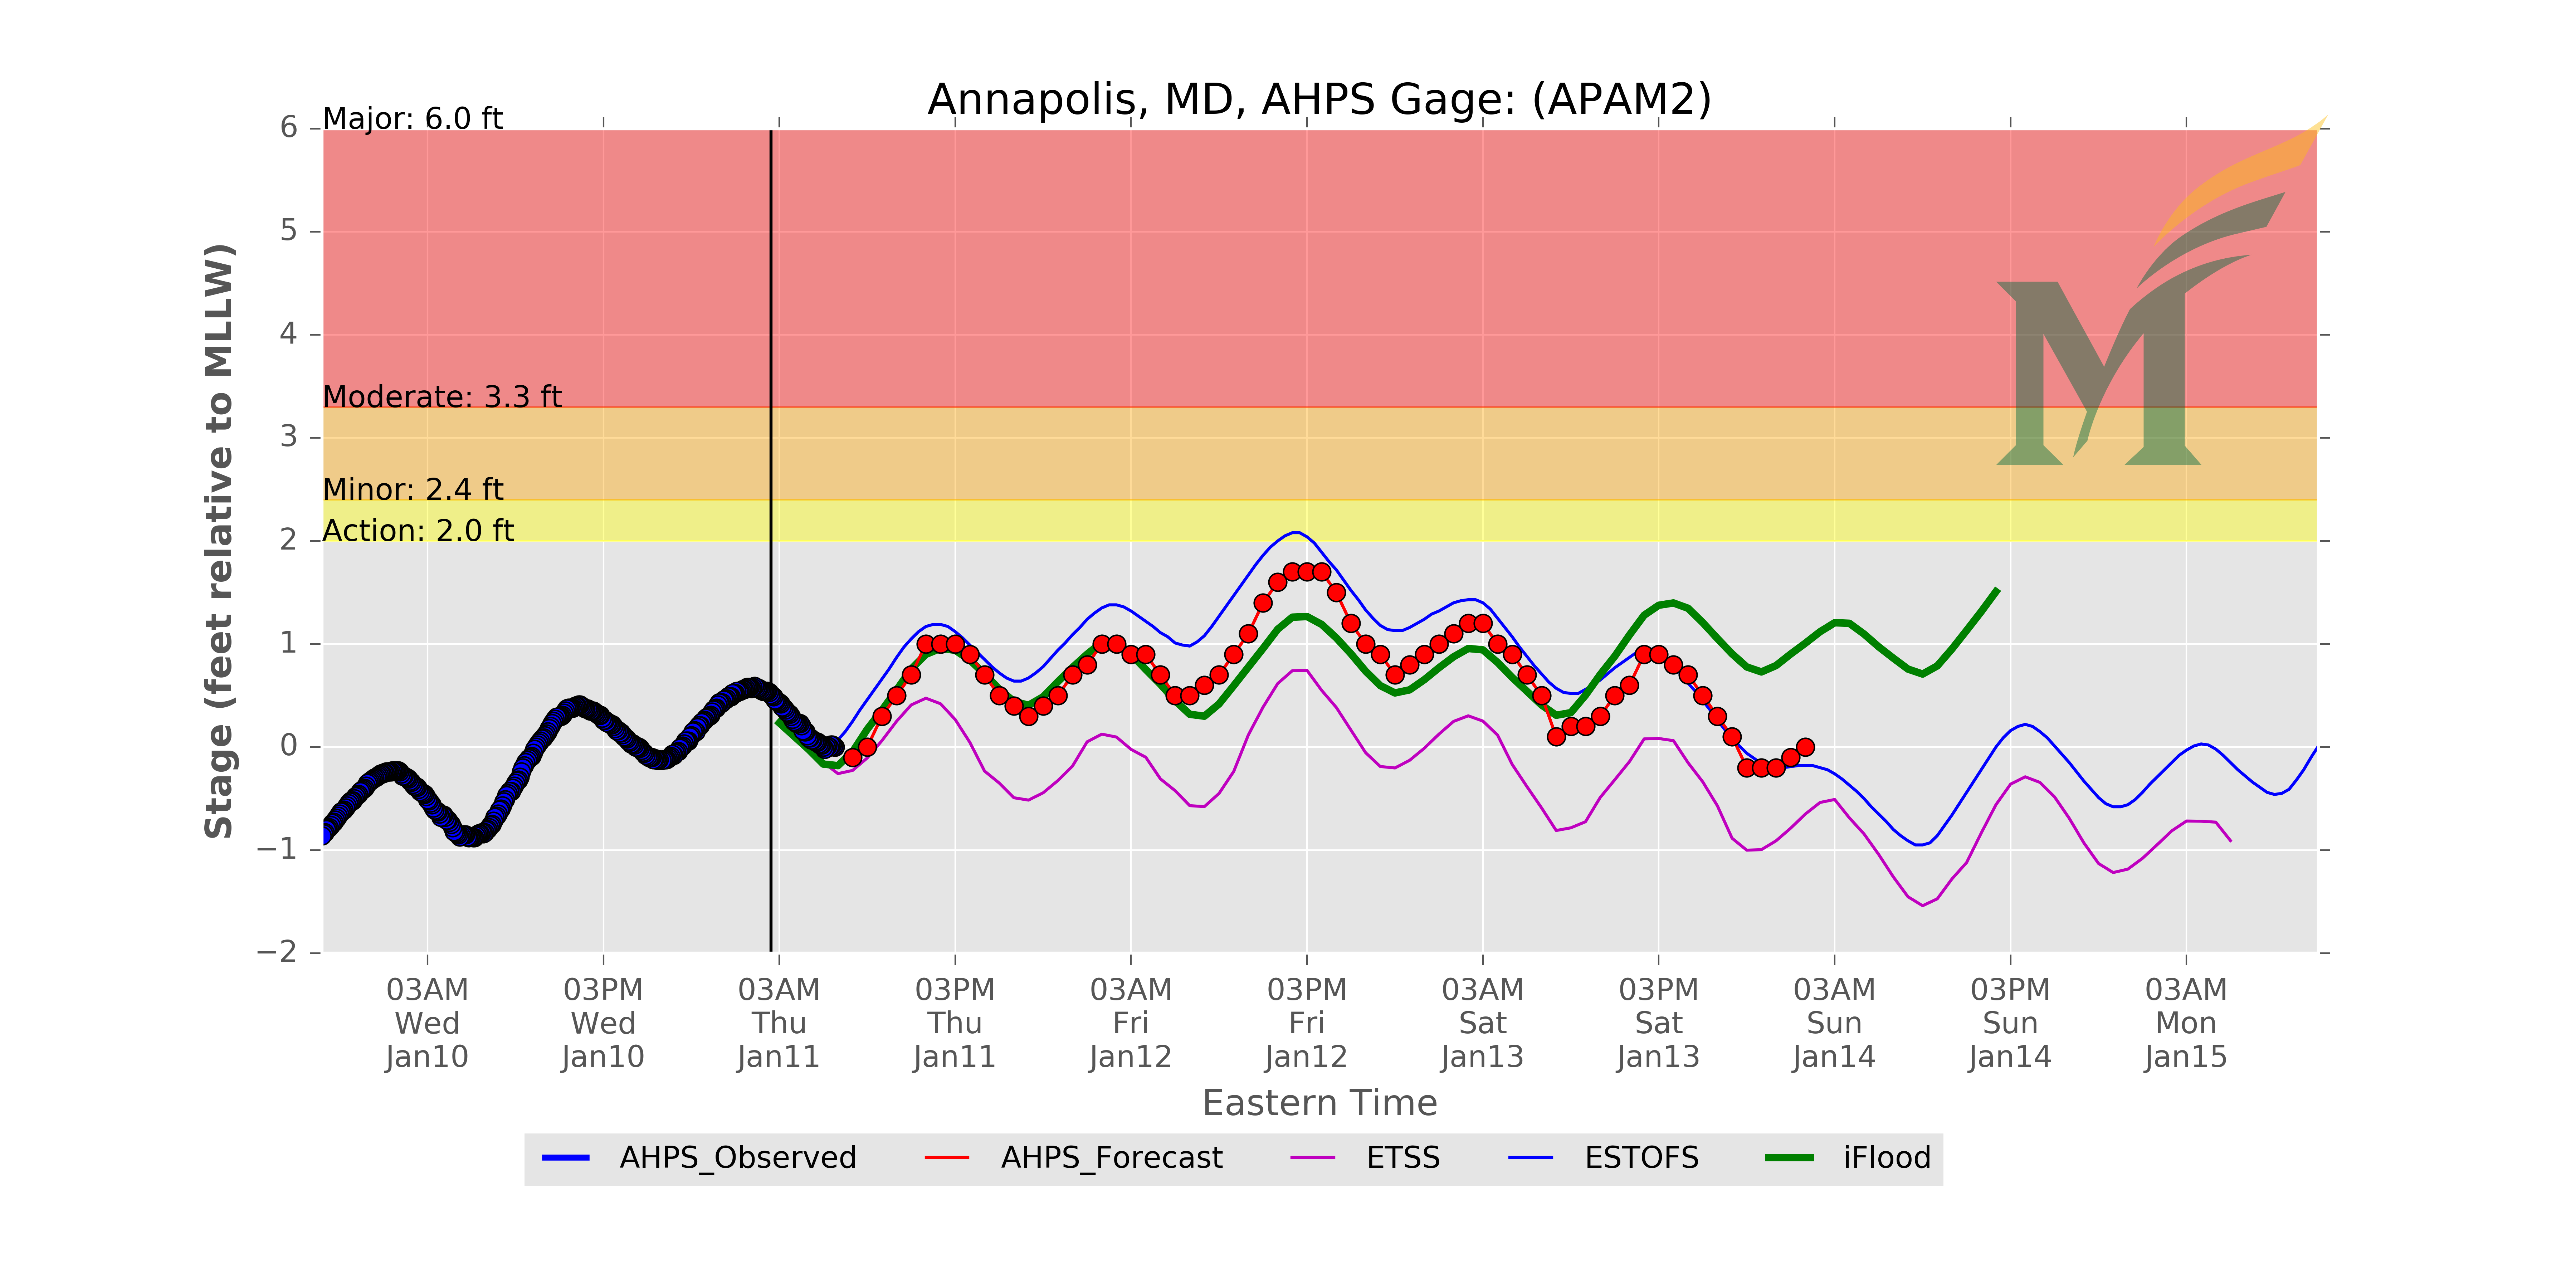 Annapolis, MD, AHPS Gage: (APAM2)
Major: 6.0 ft
Moderate: 3.3 ft
Minor: 2.4 ft
Action: 2.0 ft
Stage (feet relative to MLLW)
6
5
4
3
2
1
0
−1
−2
03AM 03PM 03AM 03PM 03AM 03PM 03AM 03PM 03AM 03PM 03AM
Wed Wed Thu Thu Fri Fri Sat Sat Sun Sun Mon
Jan10 Jan10 Jan11 Jan11 Jan12 Jan12 Jan13 Jan13 Jan14 Jan14 Jan15
Eastern Time
AHPS_Observed AHPS_Forecast ETSS ESTOFS iFlood
M